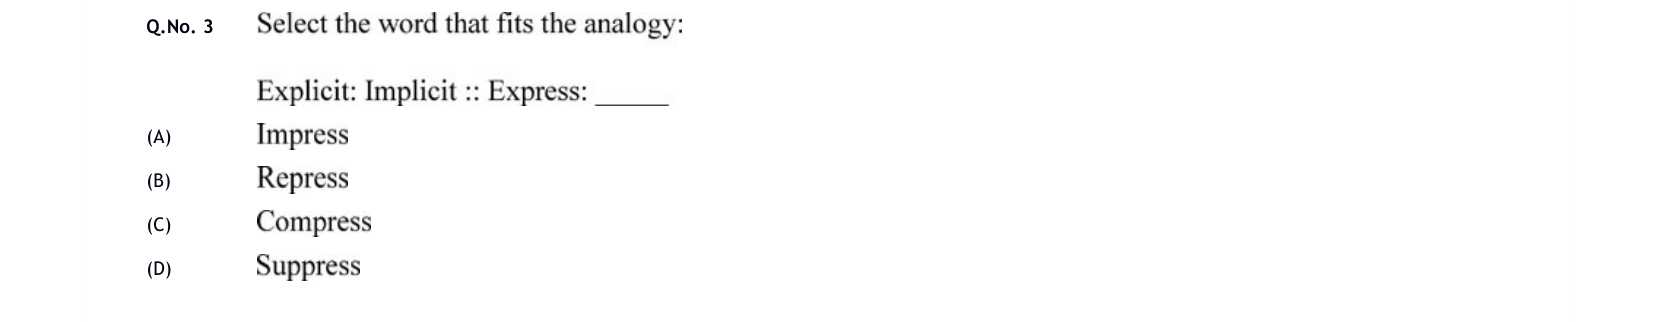 Q.No. 3 Select the word that fits the analogy:
Explicit: Implicit :: Express: _____
(A) Impress
(B) Repress
(C) Compress
(D) Suppress